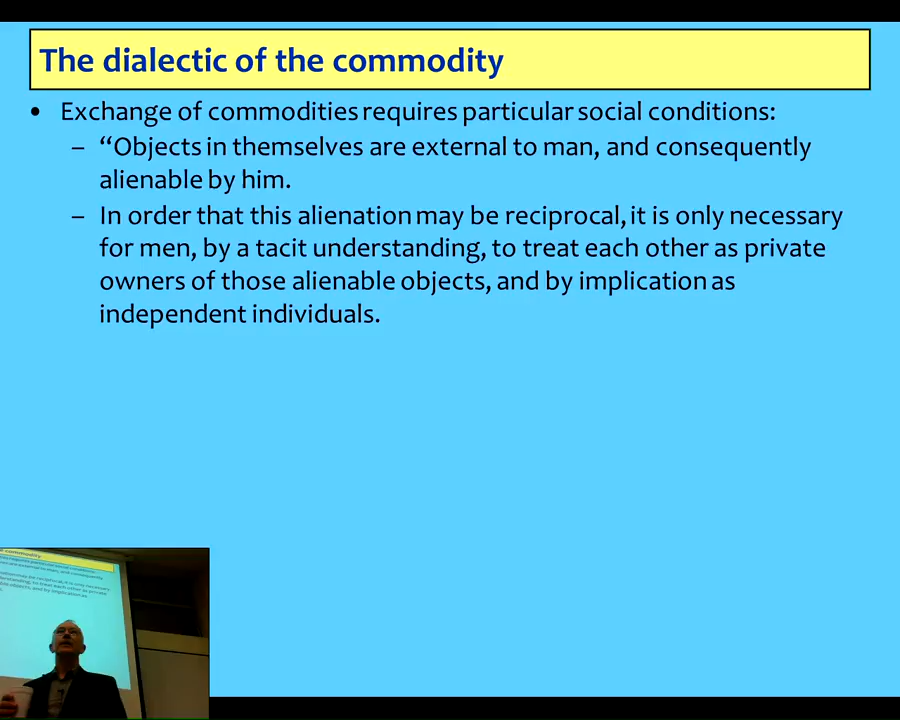 The dialectic of the commodity
• Exchange of commodities requires particular social conditions:
– “Objects in themselves are external to man, and consequently
alienable by him.
– In order that this alienation may be reciprocal, it is only necessary
for men, by a tacit understanding, to treat each other as private
owners of those alienable objects, and by implication as
independent individuals.